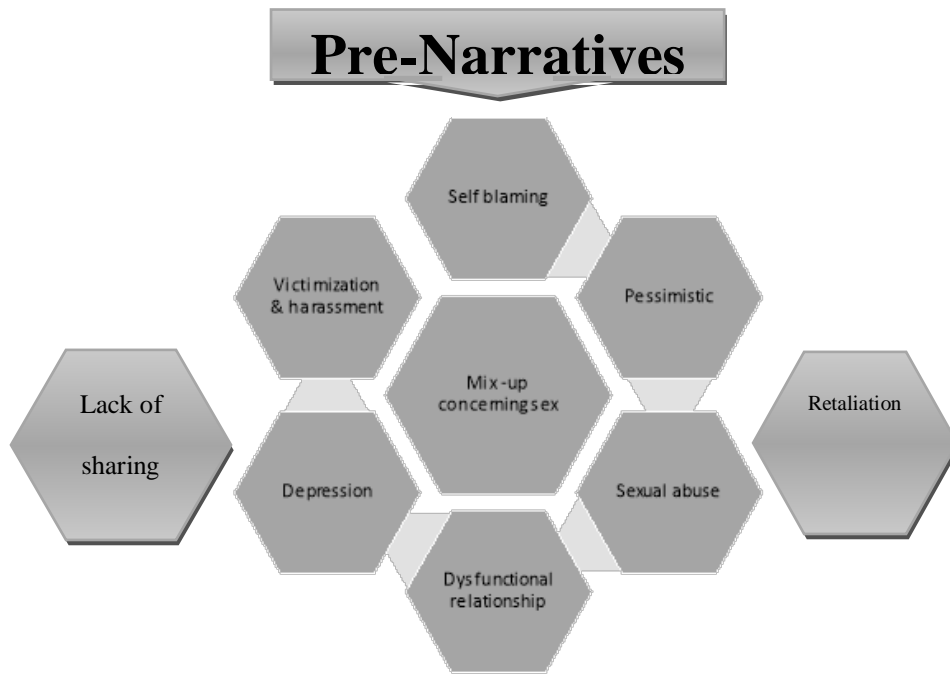 Pre-Narratives
Self blaming
Victimization
& harassment
Pessimistic
Mix-up
concerning sex
Lack of
sharing
Retaliation
Depression
Sexual abuse
Dysfunctional
relationship